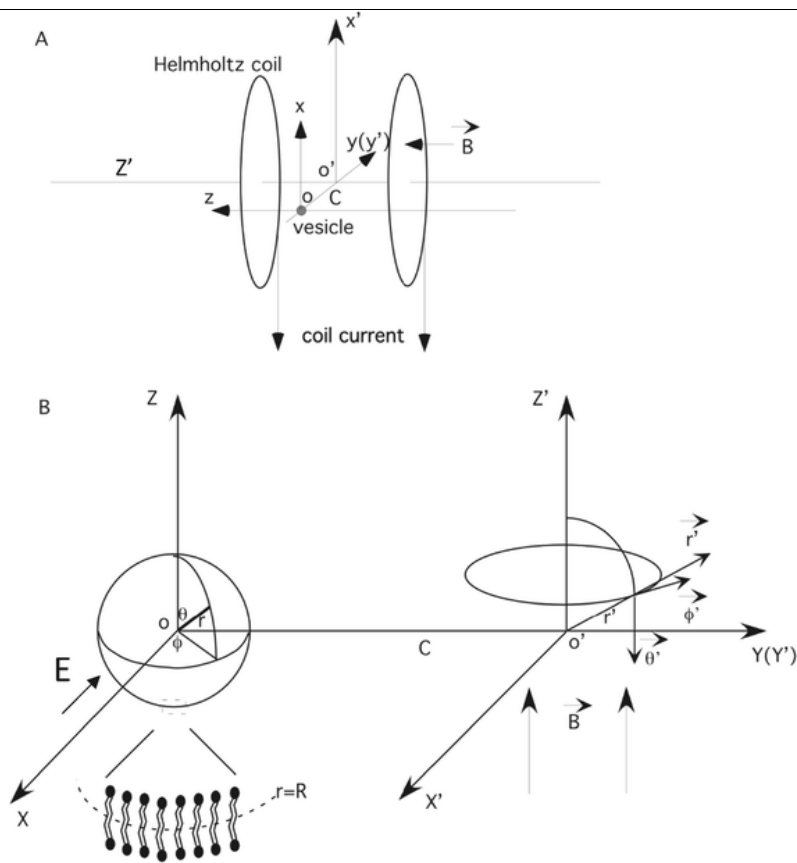 A
x'
Helmholtz coil
x
y(y')
B
Z'
o'
z
o
C
vesicle
coil current
B
Z
Z'
r'
θ
o
r
ϕ
r'
ϕ'
E
C
o'
θ'
Y(Y')
B
r=R
X
X'